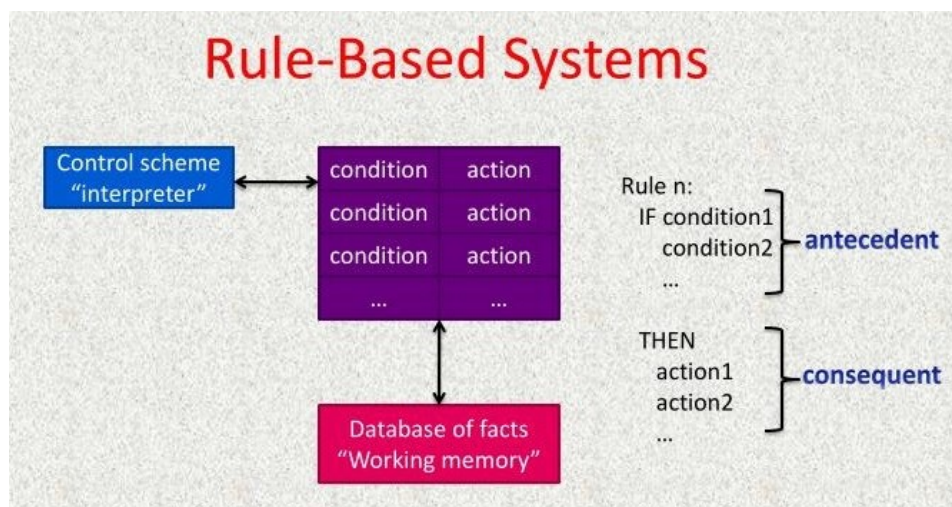 Rule-Based Systems
Control scheme
“interpreter”
condition action
condition action
condition action
... ...
Database of facts
“Working memory”
Rule n:
IF condition1
condition2
...
antecedent
THEN
action1
action2
...
consequent